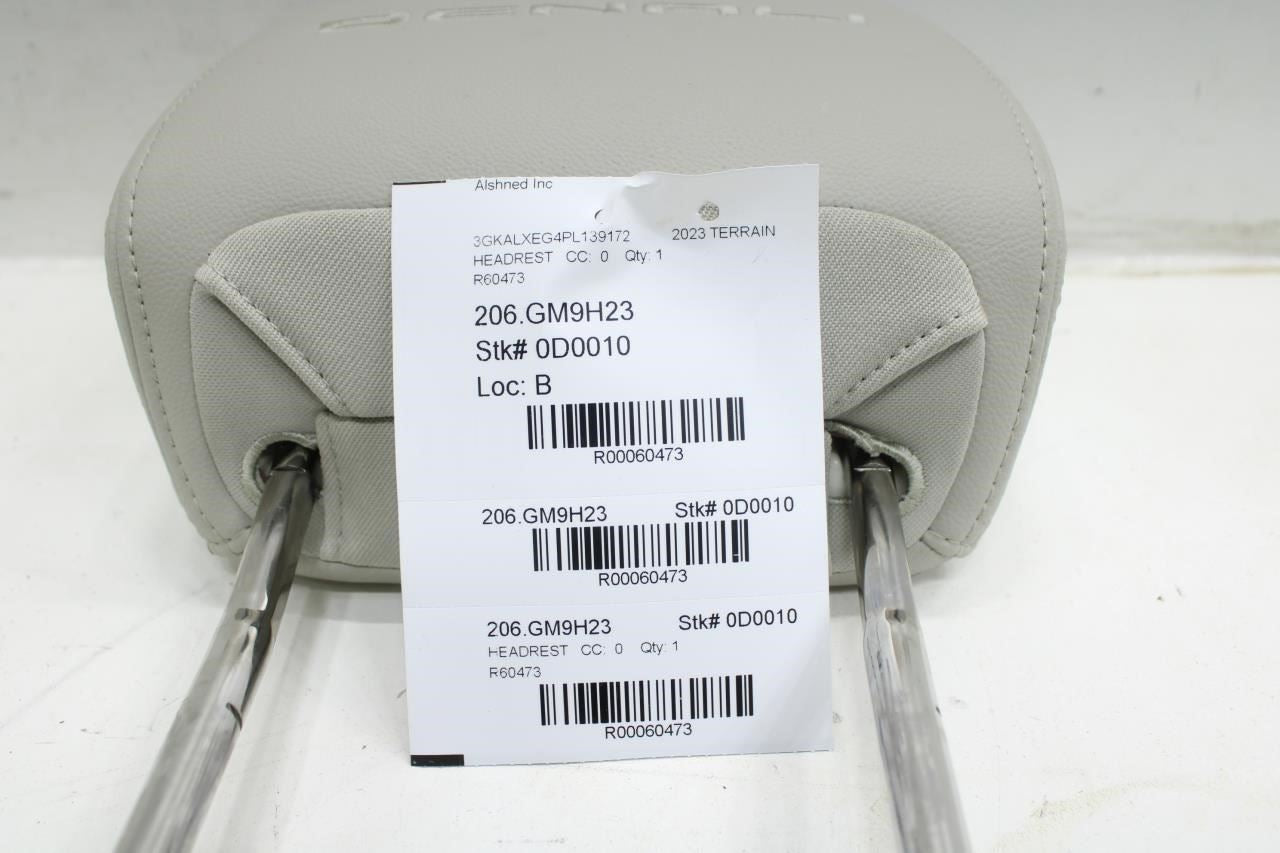 DENALI
Alshned Inc
3GKALXEG4PL139172 2023 TERRAIN
HEADREST CC: 0 Qty: 1
R60473
206.GM9H23
Stk# 0D0010
Loc: B
R00060473
206.GM9H23 Stk# 0D0010
R00060473
206.GM9H23 Stk# 0D0010
HEADREST CC: 0 Qty: 1
R60473
R00060473